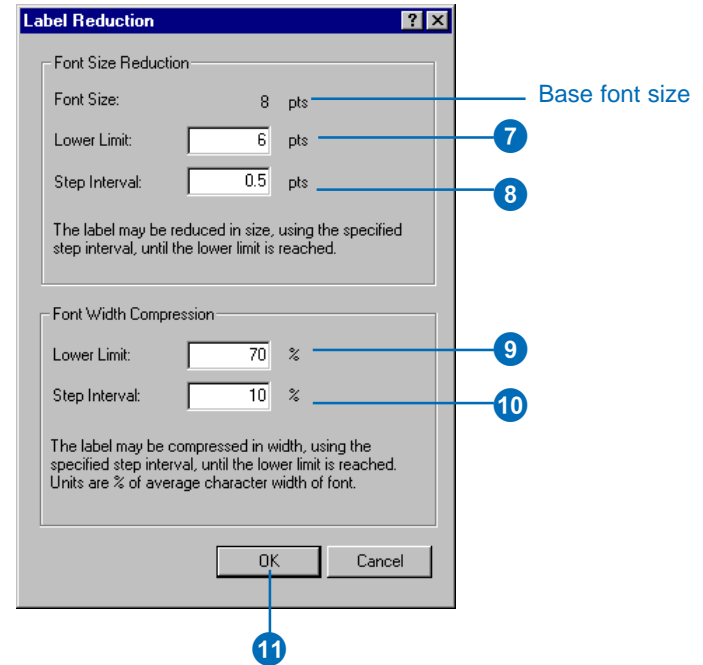 Label Reduction
Font Size Reduction
Font Size: 8 pts
Base font size
Lower Limit: 6 pts
7
Step Interval: 0.5 pts
8
The label may be reduced in size, using the specified
step interval, until the lower limit is reached.
Font Width Compression
Lower Limit: 70 %
9
Step Interval: 10 %
10
The label may be compressed in width, using the
specified step interval, until the lower limit is reached.
Units are % of average character width of font.
OK
Cancel
11